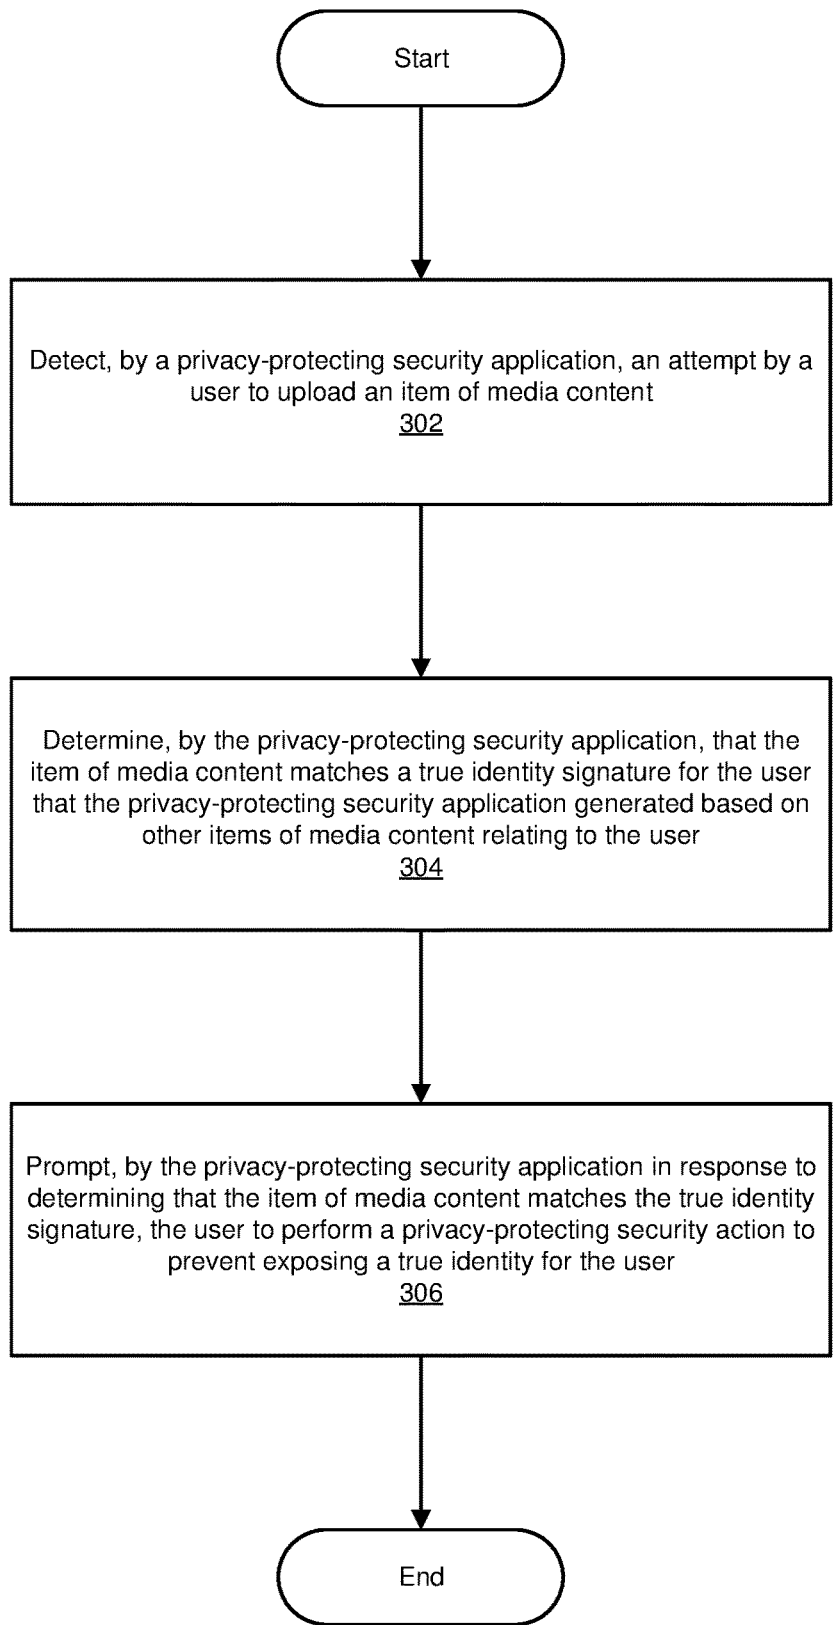 Start
Detect, by a privacy-protecting security application, an attempt by a
user to upload an item of media content
302
Determine, by the privacy-protecting security application, that the
item of media content matches a true identity signature for the user
that the privacy-protecting security application generated based on
other items of media content relating to the user
304
Prompt, by the privacy-protecting security application in response to
determining that the item of media content matches the true identity
signature, the user to perform a privacy-protecting security action to
prevent exposing a true identity for the user
306
End